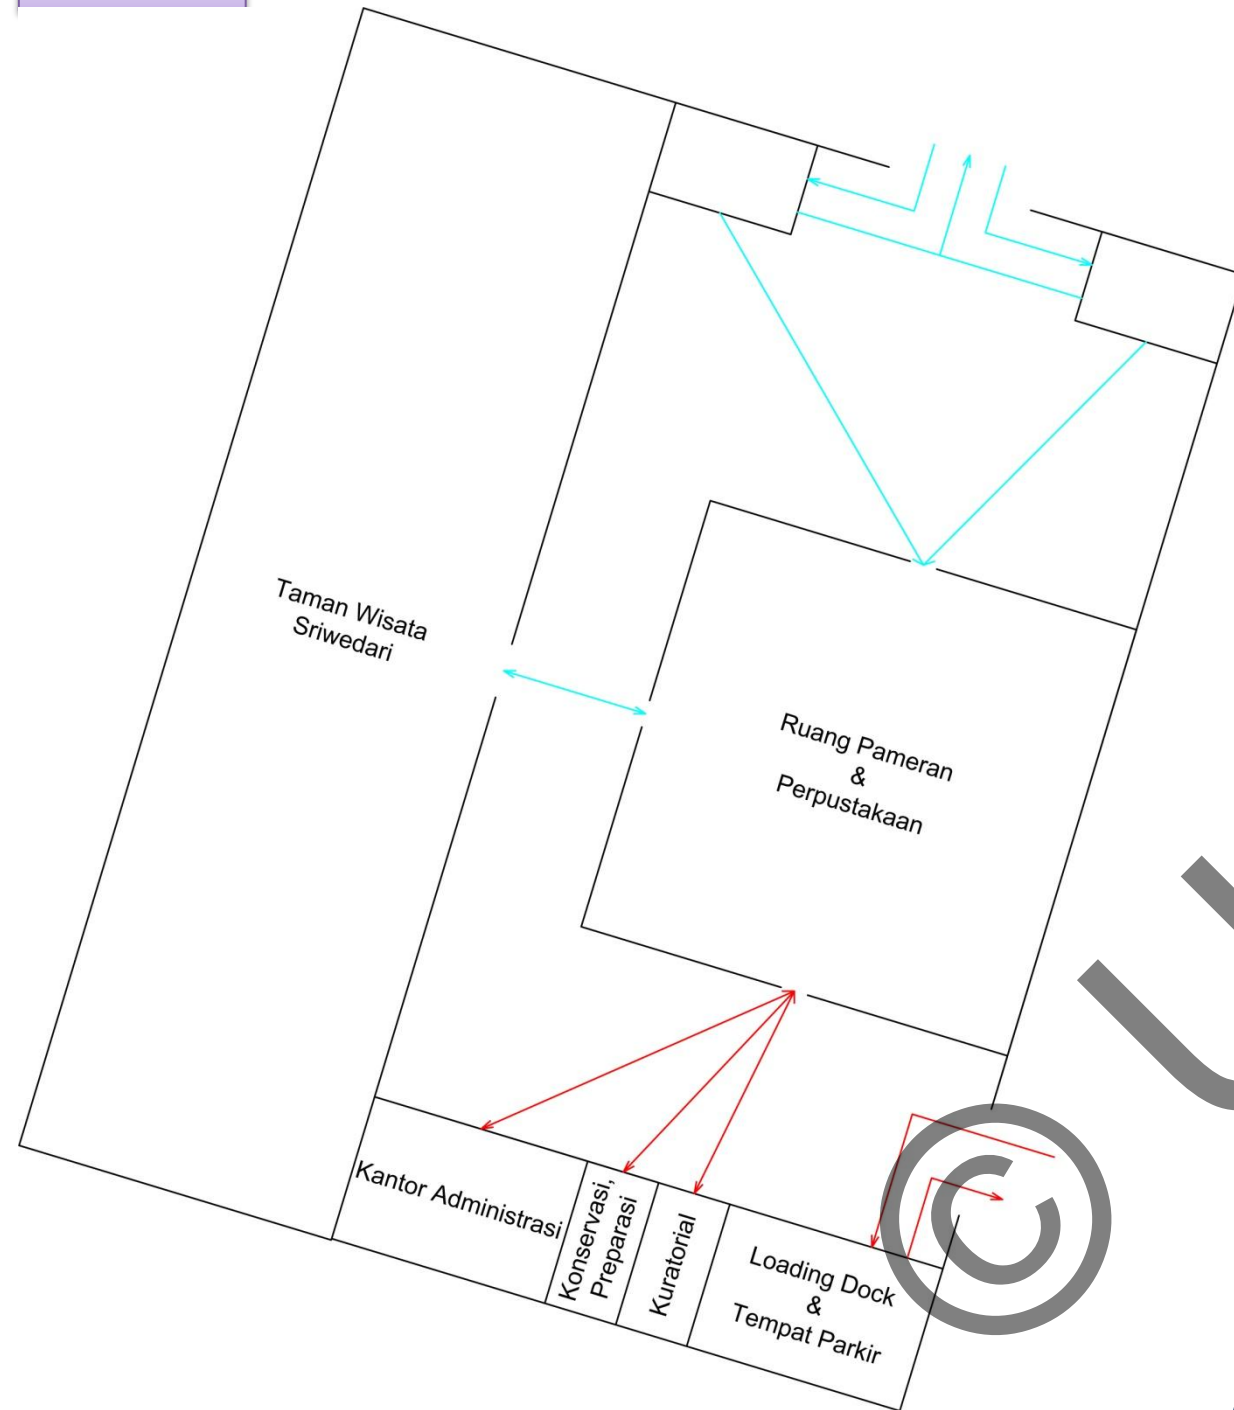 Taman Wisata
Sriwedari
Ruang Pameran
&
Perpustakaan
Kantor Administrasi
Konservasi,
Preparasi
Kuratorial
Loading Dock
&
Tempat Parkir
©